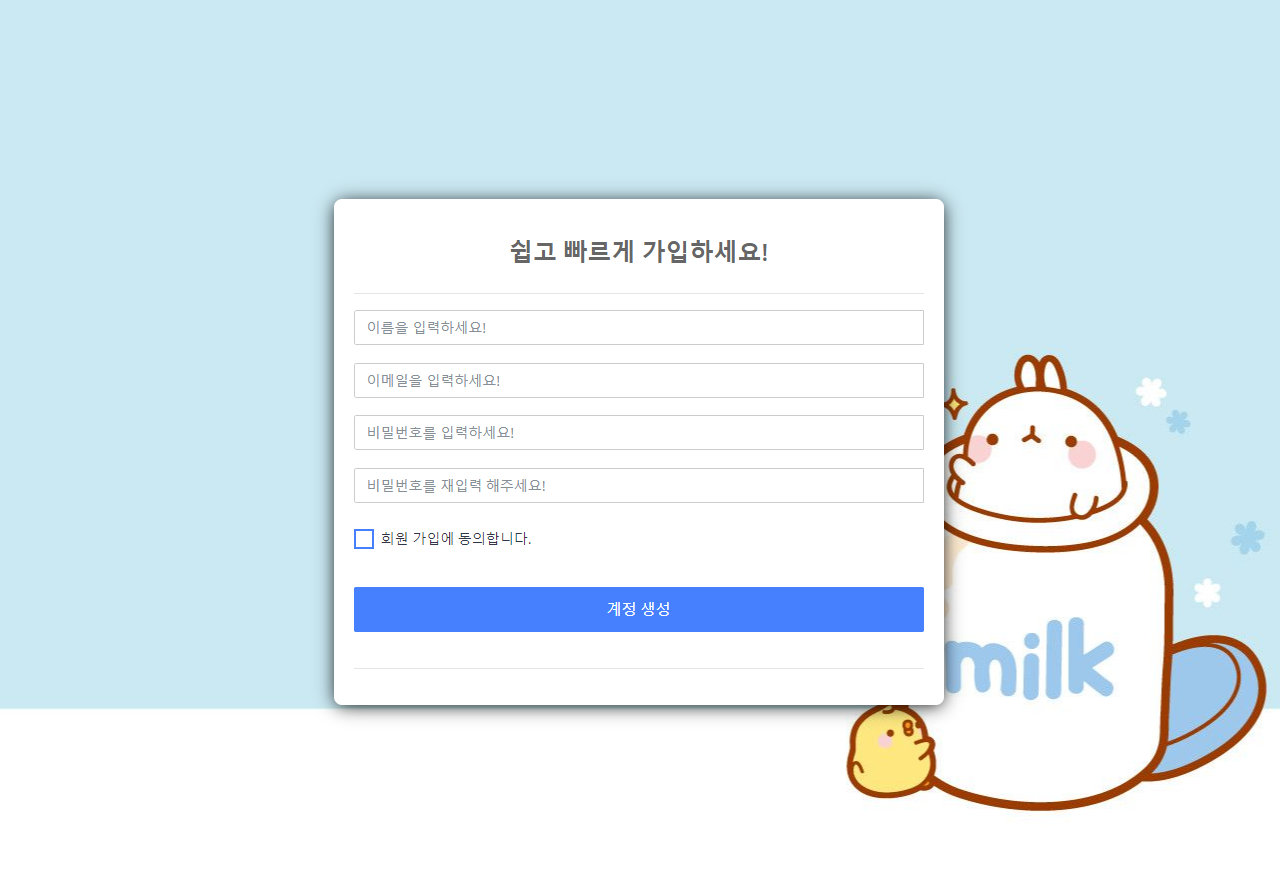 쉽고 빠르게 가입하세요!
이름을 입력하세요!
이메일을 입력하세요!
비밀번호를 입력하세요!
비밀번호를 재입력 해주세요!
회원 가입에 동의합니다.
계정 생성
milk